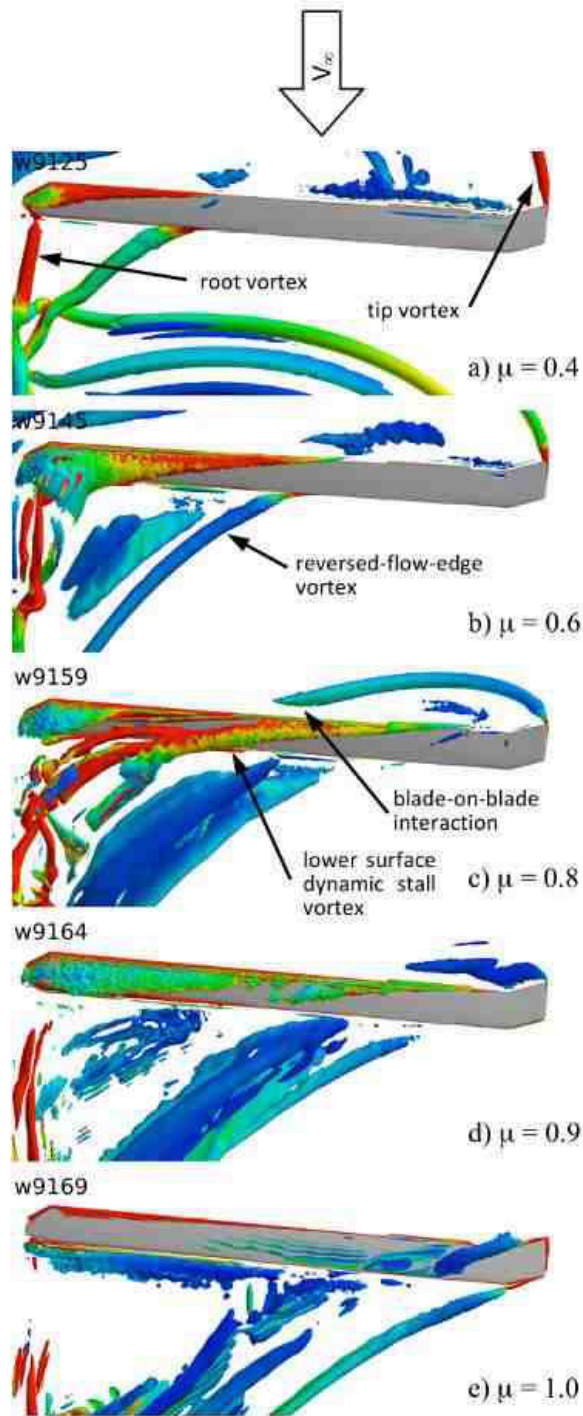 V∞
w9125
root vortex
tip vortex
a) μ = 0.4
w9145
reversed-flow-edge
vortex
b) μ = 0.6
w9159
blade-on-blade
interaction
lower surface
dynamic stall
vortex
c) μ = 0.8
w9164
d) μ = 0.9
w9169
e) μ = 1.0